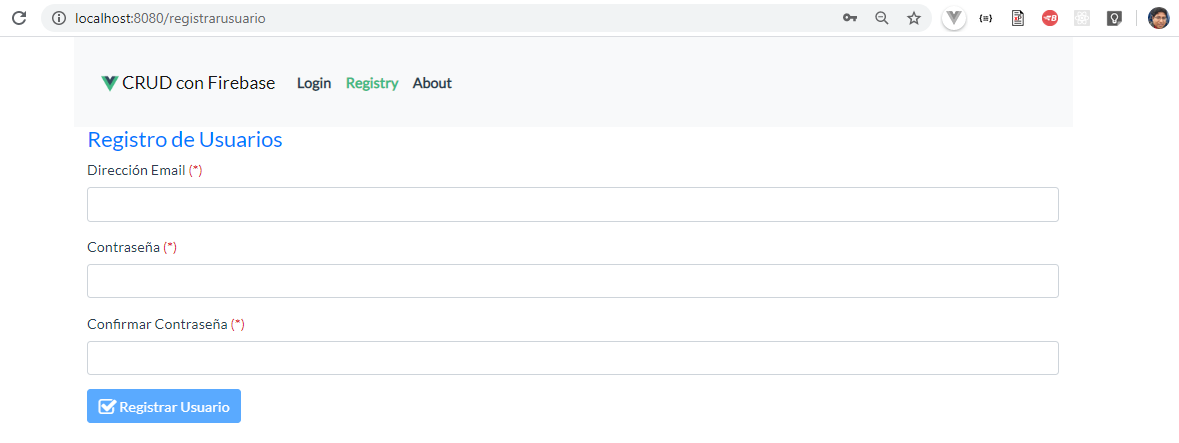 localhost:8080/registrarusuario
CRUD con Firebase Login Registry About
Registro de Usuarios
Dirección Email (*)
Contraseña (*)
Confirmar Contraseña (*)
Registrar Usuario